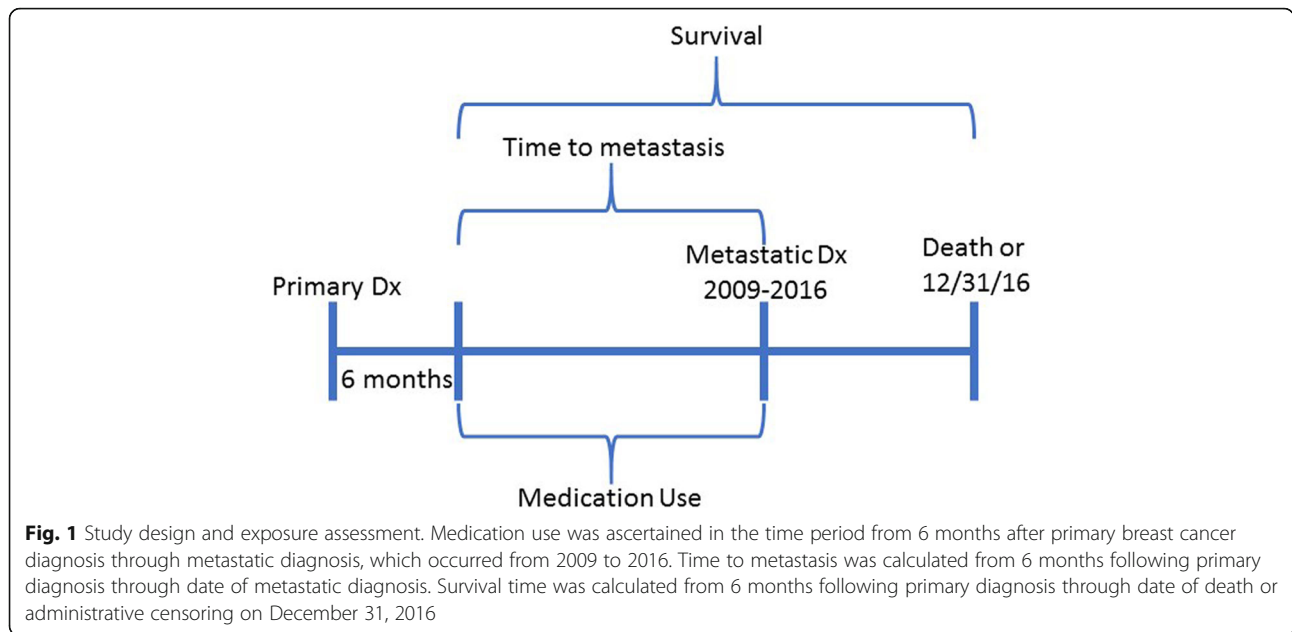 Survival
Time to metastasis
Primary Dx
Metastatic Dx
2009-2016
Death or
12/31/16
6 months
Medication Use
Fig. 1 Study design and exposure assessment. Medication use was ascertained in the time period from 6 months after primary breast cancer
diagnosis through metastatic diagnosis, which occurred from 2009 to 2016. Time to metastasis was calculated from 6 months following primary
diagnosis through date of metastatic diagnosis. Survival time was calculated from 6 months following primary diagnosis through date of death or
administrative censoring on December 31, 2016